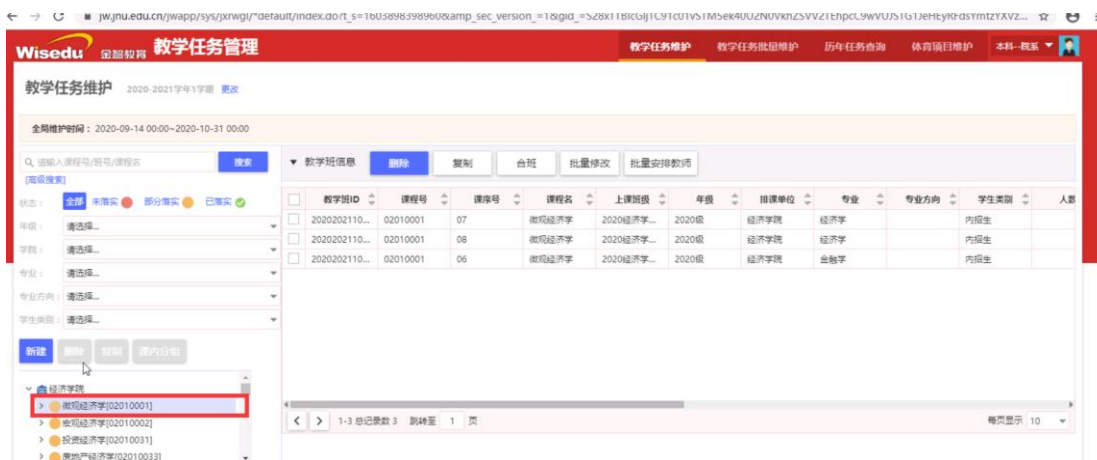 Wisedu 金智教育 教学任务管理 教学任务维护 教学任务批量维护 历年任务查询 体育项目维护 本科--院系
教学任务维护 2020-2021学年1学期 更改
全局维护时间：2020-09-14 00:00~2020-10-31 00:00
请输入课程号/班号/课程名 搜索 教学班信息 删除 复制 合班 批量修改 批量安排教师
[高级搜索]
状态： 全部 未落实 部分落实 已落实 教学班ID 课程号 课序号 课程名 上课班级 年级 排课单位 专业 专业方向 学生类别 人数
年级： 请选择... 2020202110... 02010001 07 微观经济学 2020经济学... 2020级 经济学院 经济学 内招生
学院： 请选择... 2020202110... 02010001 08 微观经济学 2020经济学... 2020级 经济学院 经济学 内招生
专业： 请选择... 2020202110... 02010001 06 微观经济学 2020经济学... 2020级 经济学院 金融学 内招生
专业方向： 请选择...
学生类别： 请选择...
新建 删除 复制 课内分组
经济学院
微观经济学[02010001]
宏观经济学[02010002] 1-3 总记录数 3 跳转至 1 页 每页显示 10
投资经济学[02010031]
房地产经济学[02010033]